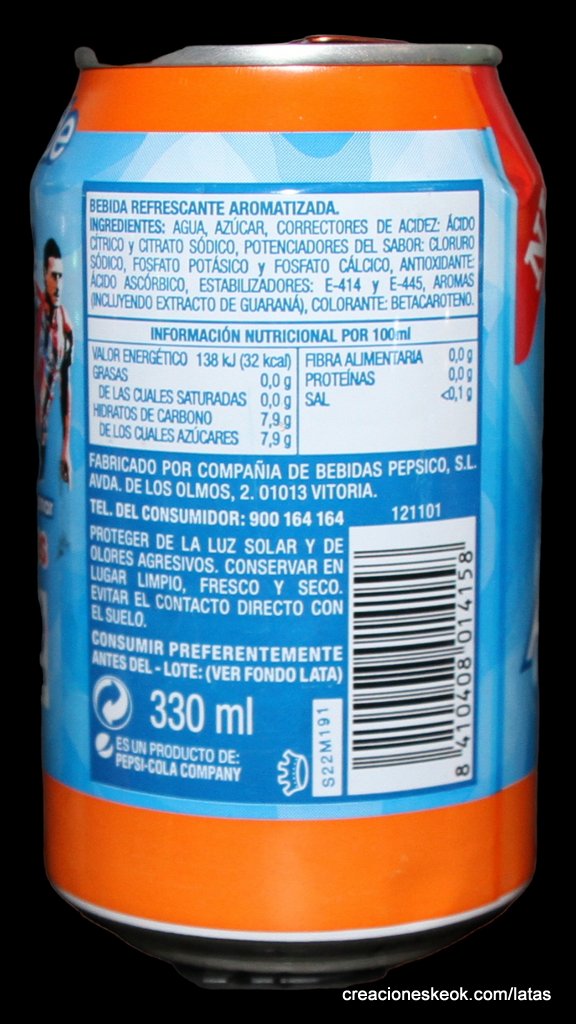 BEBIDA REFRESCANTE AROMATIZADA.
INGREDIENTES: AGUA, AZÚCAR, CORRECTORES DE ACIDEZ: ÁCIDO
CÍTRICO y CITRATO SÓDICO, POTENCIADORES DEL SABOR: CLORURO
SÓDICO, FOSFATO POTÁSICO y FOSFATO CÁLCICO, ANTIOXIDANTE:
ÁCIDO ASCÓRBICO, ESTABILIZADORES: E-414 y E-445, AROMAS
(INCLUYENDO EXTRACTO DE GUARANÁ), COLORANTE: BETACAROTENO.
INFORMACIÓN NUTRICIONAL POR 100ml
VALOR ENERGÉTICO 138 kJ (32 kcal)
GRASAS 0,0 g
DE LAS CUALES SATURADAS 0,0 g
HIDRATOS DE CARBONO 7,9 g
DE LOS CUALES AZÚCARES 7,9 g
FIBRA ALIMENTARIA 0,0 g
PROTEÍNAS 0,0 g
SAL <0,1 g
FABRICADO POR COMPAÑIA DE BEBIDAS PEPSICO, S.L.
AVDA. DE LOS OLMOS, 2. 01013 VITORIA.
TEL. DEL CONSUMIDOR: 900 164 164
121101
PROTEGER DE LA LUZ SOLAR Y DE
OLORES AGRESIVOS. CONSERVAR EN
LUGAR LIMPIO, FRESCO Y SECO.
EVITAR EL CONTACTO DIRECTO CON
EL SUELO.
CONSUMIR PREFERENTEMENTE
ANTES DEL - LOTE: (VER FONDO LATA)
330 ml
ES UN PRODUCTO DE:
PEPSI-COLA COMPANY
S22M191
8 410408 014158
creacioneskeok.com/latas